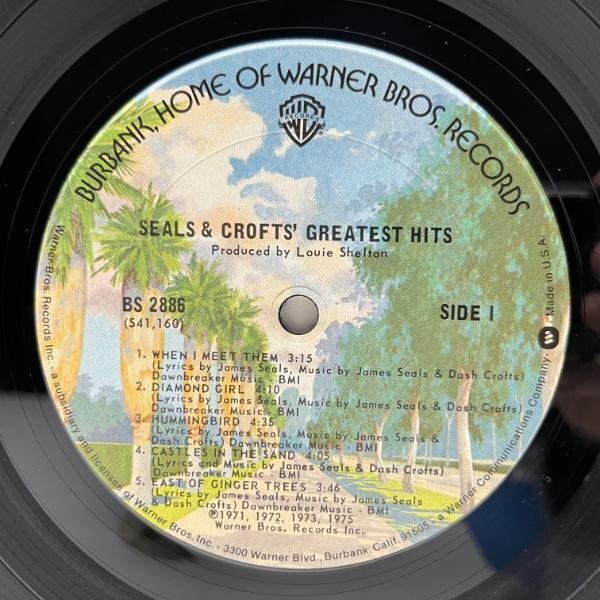 BURBANK, HOME OF WARNER BROS. RECORDS
WB
RECORDS
SEALS & CROFTS' GREATEST HITS
Produced by Louie Shelton
BS 2886
(S41,160)
SIDE 1
1. WHEN I MEET THEM 3:15
(Lyrics by James Seals, Music by James Seals & Dash Crofts)
Dawnbreaker Music - BMI
2. DIAMOND GIRL 4:10
(Lyrics by James Seals, Music by James Seals & Dash Crofts)
Dawnbreaker Music - BMI
3. HUMMINGBIRD 4:35
(Lyrics by James Seals, Music by James Seals &
Dash Crofts) Dawnbreaker Music - BMI
4. CASTLES IN THE SAND 4:05
(Lyrics and Music by James Seals & Dash Crofts)
Dawnbreaker Music - BMI
5. EAST OF GINGER TREES 3:46
(Lyrics by James Seals, Music by James Seals
& Dash Crofts) Dawnbreaker Music - BMI
℗1971, 1972, 1973, 1975
Warner Bros. Records Inc.
Warner Bros. Records Inc. - a subsidiary and licensee of Warner Bros. Inc. - 3300 Warner Blvd., Burbank, Calif. 91505 - a Warner Communications Company - Made in U.S.A.